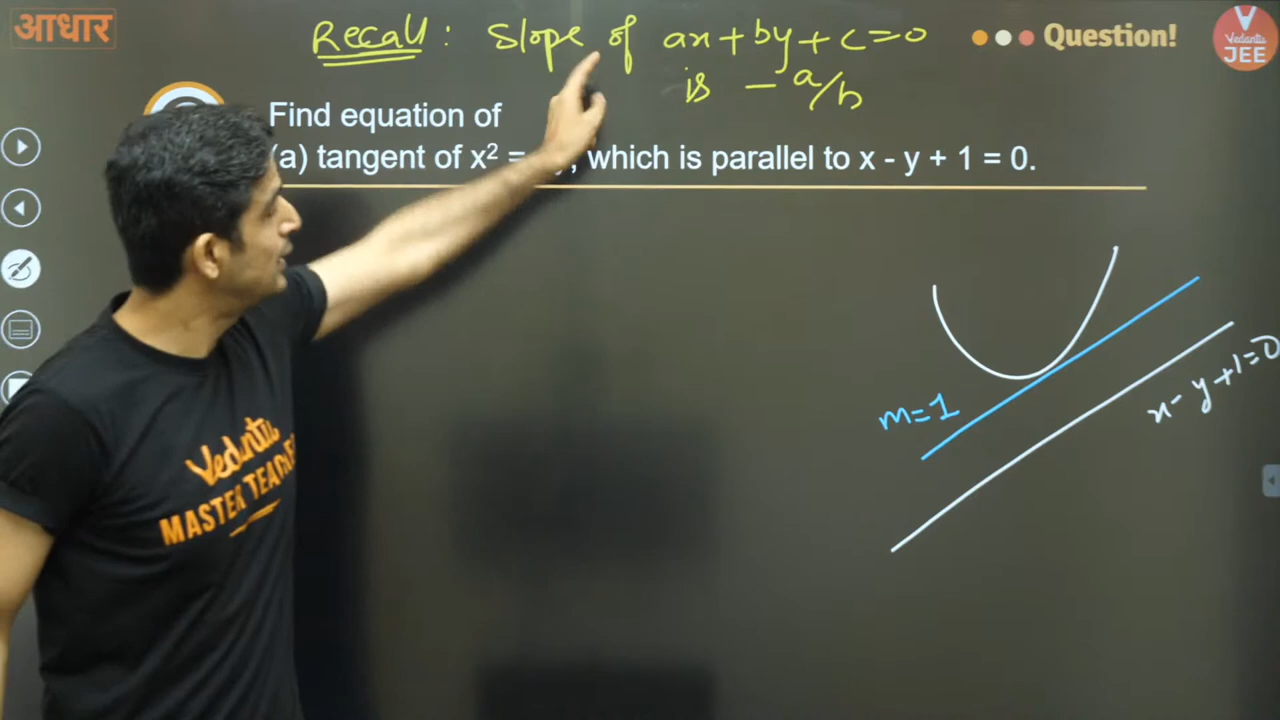 आधार
Recall : Slope of ax + by + c = 0
is - a/b
Question!
Vedantu
JEE
Find equation of
(a) tangent of x² = , which is parallel to x - y + 1 = 0.
m = 1
x - y + 1 = 0
Vedantu
MASTER TEACHER